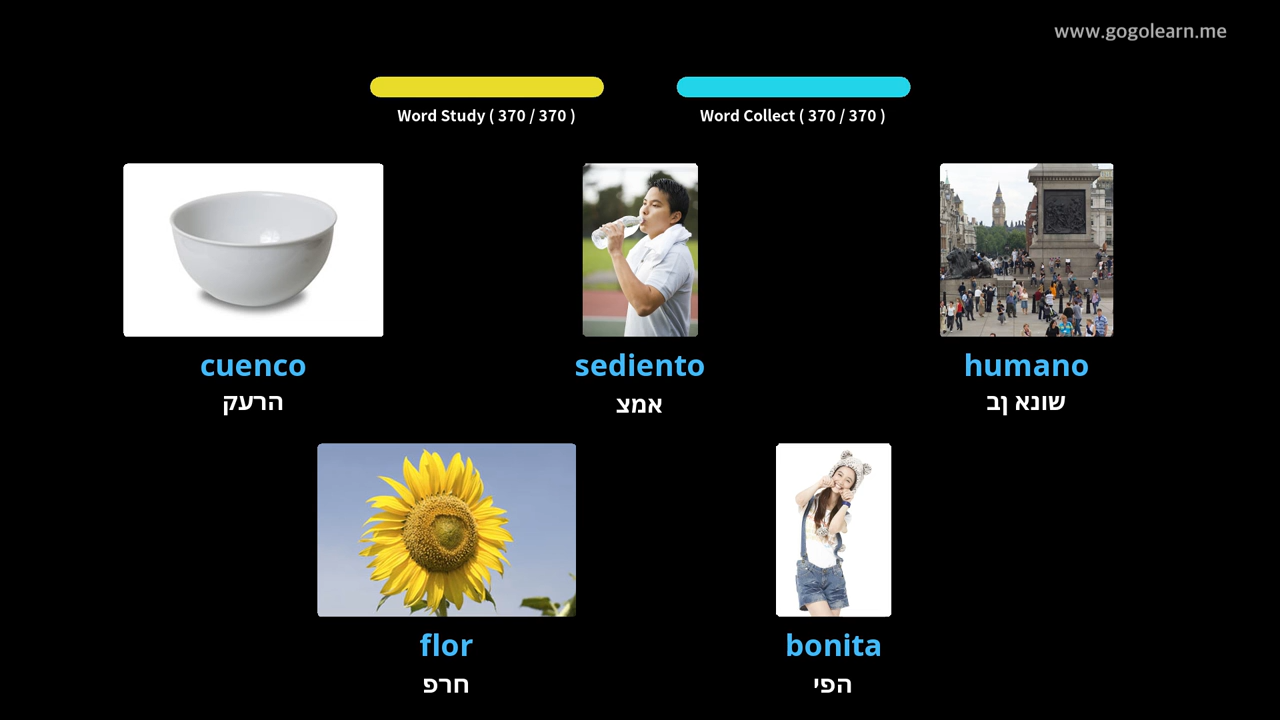 www.gogolearn.me
Word Study ( 370 / 370 )
Word Collect ( 370 / 370 )
cuenco
sediento
humano
הרעק
אמצ
שונא ןב
flor
bonita
חרפ
הפי